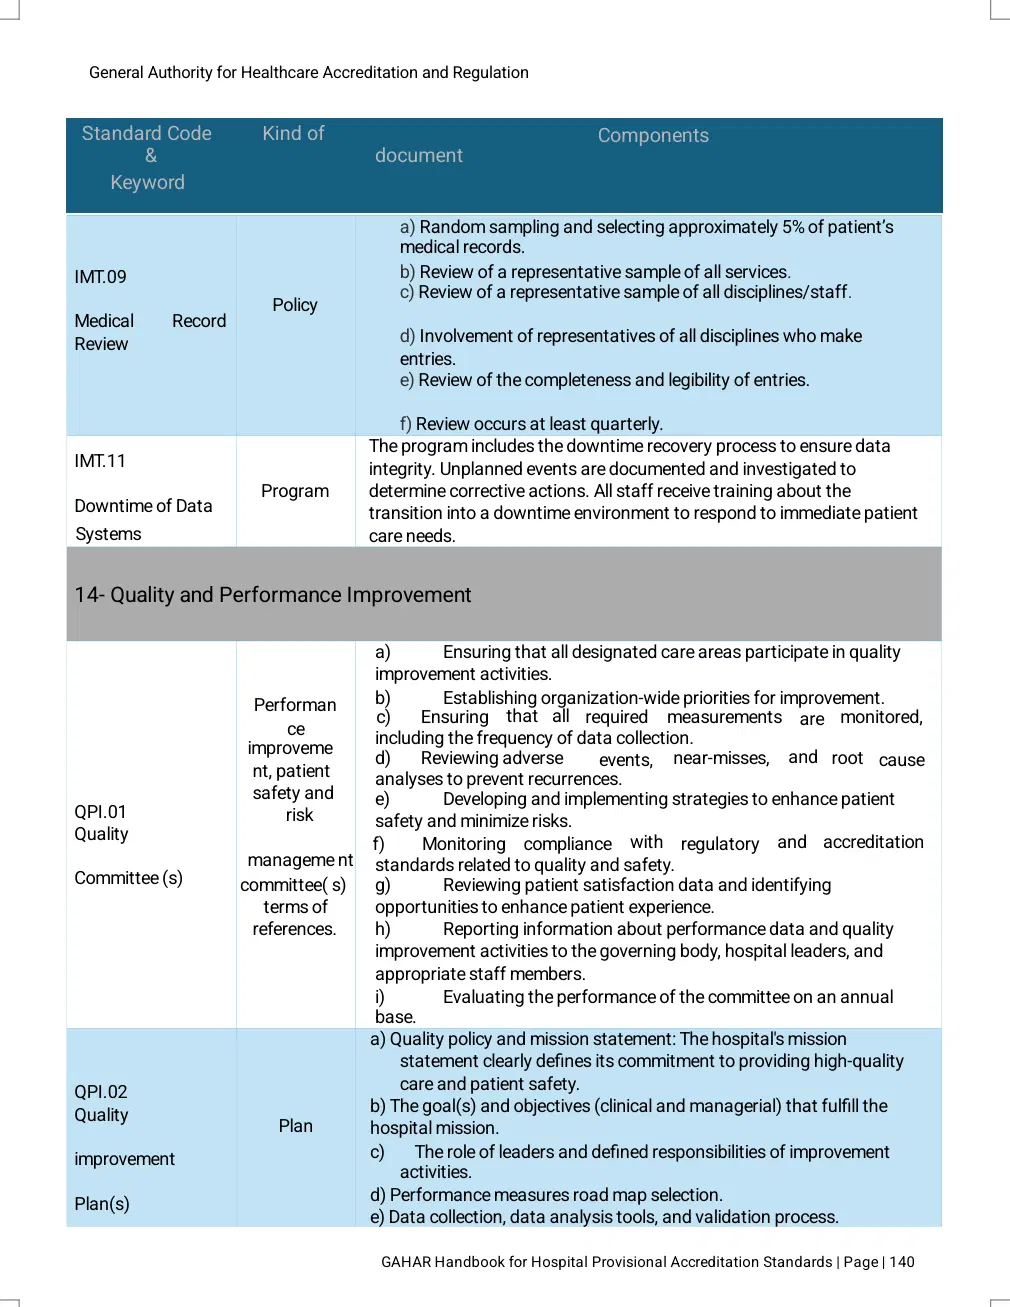 General Authority for Healthcare Accreditation and Regulation
Standard Code
&
Keyword
Kind of
document
Components
IMT.09
Medical Record
Review
Policy
a) Random sampling and selecting approximately 5% of patient’s
medical records.
b) Review of a representative sample of all services.
c) Review of a representative sample of all disciplines/staff.
d) Involvement of representatives of all disciplines who make
entries.
e) Review of the completeness and legibility of entries.
f) Review occurs at least quarterly.
IMT.11
Downtime of Data
Systems
Program
The program includes the downtime recovery process to ensure data
integrity. Unplanned events are documented and investigated to
determine corrective actions. All staff receive training about the
transition into a downtime environment to respond to immediate patient
care needs.
14- Quality and Performance Improvement
QPI.01
Quality
Committee (s)
Performan
ce
improveme
nt, patient
safety and
risk
manageme nt
committee( s)
terms of
references.
a) Ensuring that all designated care areas participate in quality
improvement activities.
b) Establishing organization-wide priorities for improvement.
c) Ensuring that all required measurements are monitored,
including the frequency of data collection.
d) Reviewing adverse events, near-misses, and root cause
analyses to prevent recurrences.
e) Developing and implementing strategies to enhance patient
safety and minimize risks.
f) Monitoring compliance with regulatory and accreditation
standards related to quality and safety.
g) Reviewing patient satisfaction data and identifying
opportunities to enhance patient experience.
h) Reporting information about performance data and quality
improvement activities to the governing body, hospital leaders, and
appropriate staff members.
i) Evaluating the performance of the committee on an annual
base.
QPI.02
Quality
improvement
Plan(s)
Plan
a) Quality policy and mission statement: The hospital's mission
statement clearly defines its commitment to providing high-quality
care and patient safety.
b) The goal(s) and objectives (clinical and managerial) that fulfill the
hospital mission.
c) The role of leaders and defined responsibilities of improvement
activities.
d) Performance measures road map selection.
e) Data collection, data analysis tools, and validation process.
GAHAR Handbook for Hospital Provisional Accreditation Standards | Page | 140